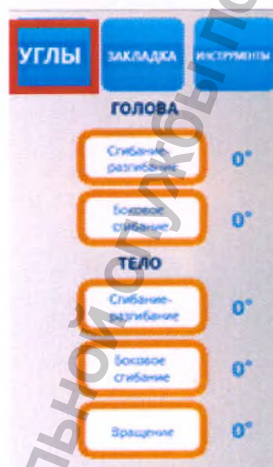 УГЛЫ ЗАКЛАДКА ИНСТРУМЕНТЫ
ГОЛОВА
Сгибание-
разгибание 0°
Боковое
сгибание 0°
ТЕЛО
Сгибание-
разгибание 0°
Боковое
сгибание 0°
Вращение 0°